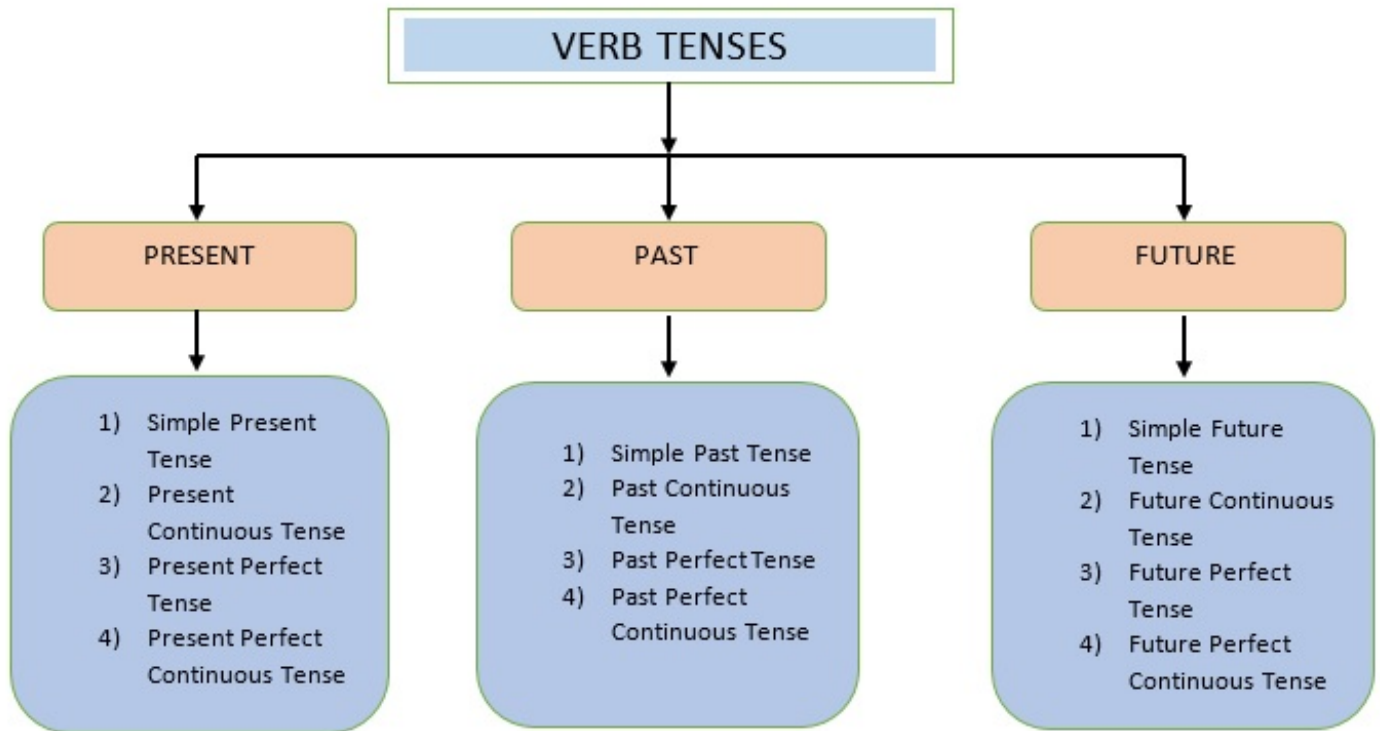 VERB TENSES
PRESENT
PAST
FUTURE
1) Simple Present
Tense
2) Present
Continuous Tense
3) Present Perfect
Tense
4) Present Perfect
Continuous Tense
1) Simple Past Tense
2) Past Continuous
Tense
3) Past Perfect Tense
4) Past Perfect
Continuous Tense
1) Simple Future
Tense
2) Future Continuous
Tense
3) Future Perfect
Tense
4) Future Perfect
Continuous Tense